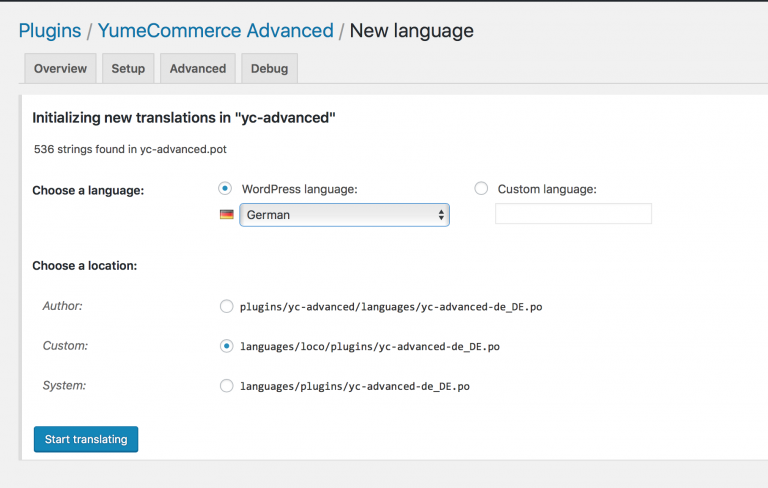 Plugins / YumeCommerce Advanced / New language
Overview Setup Advanced Debug
Initializing new translations in "yc-advanced"
536 strings found in yc-advanced.pot
Choose a language: WordPress language: Custom language:
German
Choose a location:
Author: plugins/yc-advanced/languages/yc-advanced-de_DE.po
Custom: languages/loco/plugins/yc-advanced-de_DE.po
System: languages/plugins/yc-advanced-de_DE.po
Start translating